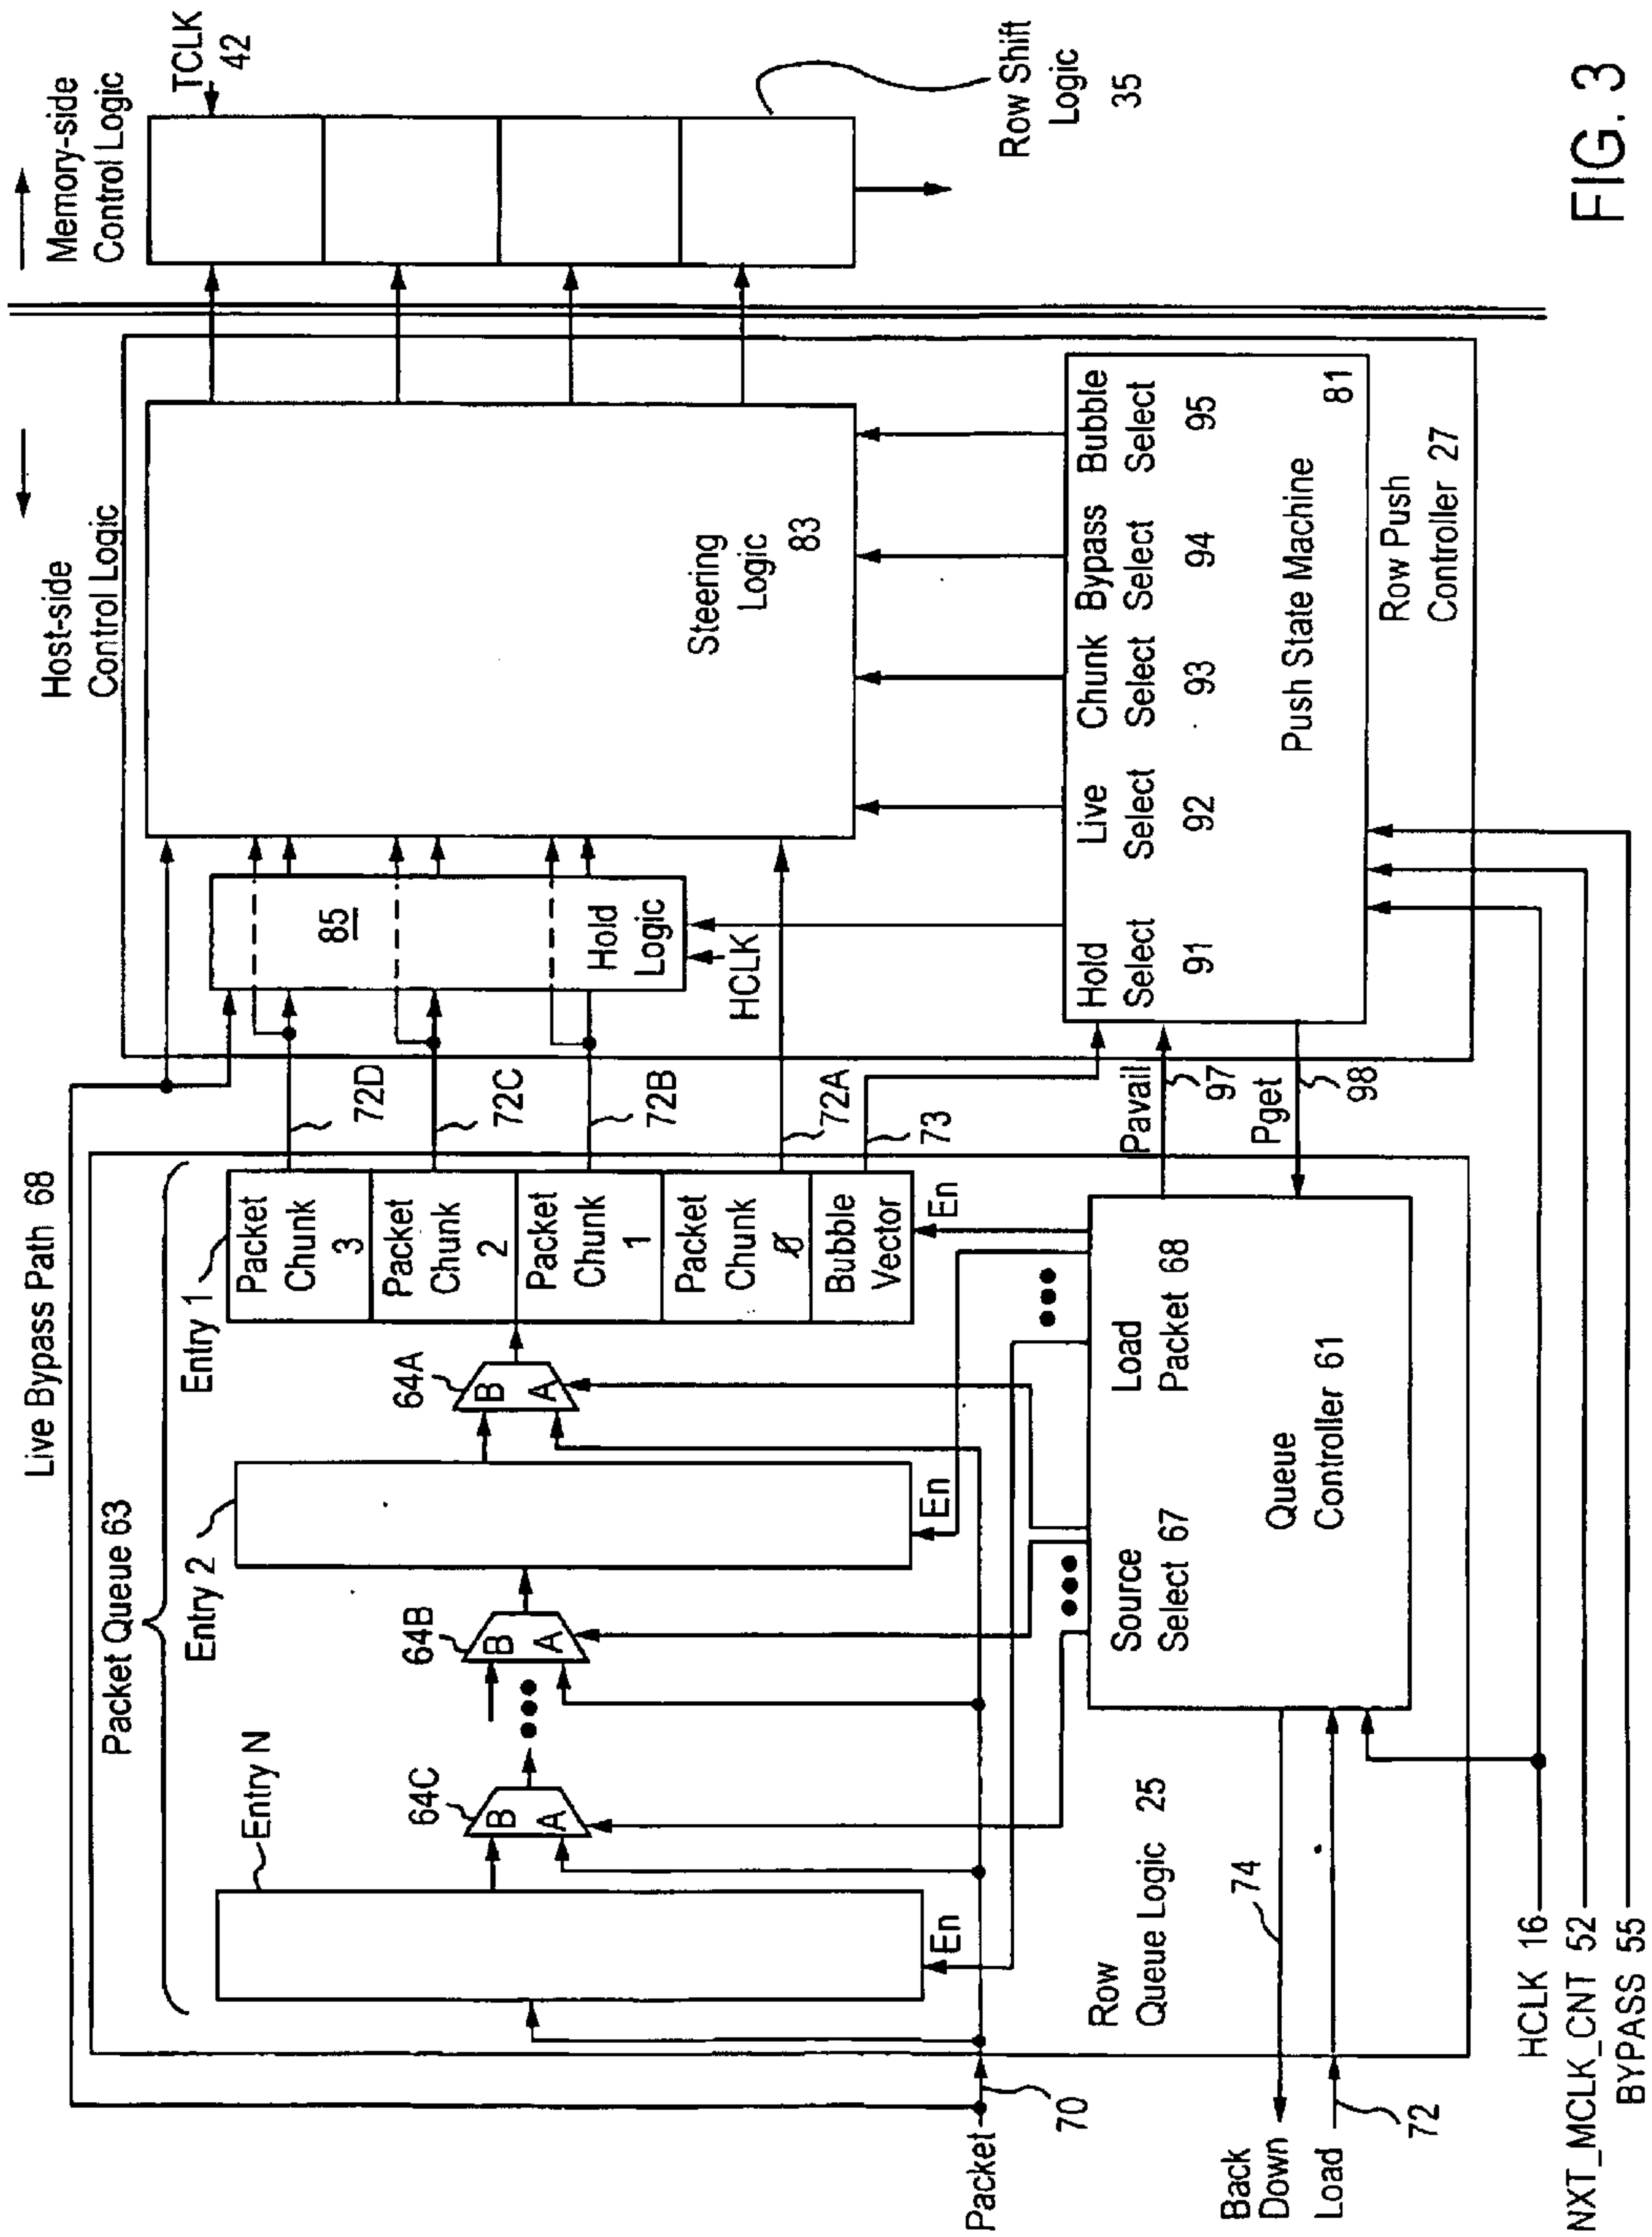 Host-side
Control Logic
Memory-side
Control Logic
TCLK
42
Row Shift
Logic
35
Live Bypass Path 68
Packet Queue 63
Entry N
Entry 2
Entry 1
64C
B
A
64B
B
A
64A
B
A
Packet
Chunk
3
Packet
Chunk
2
Packet
Chunk
1
Packet
Chunk
0
Bubble
Vector
72D
72C
72B
72A
73
85
Hold
Logic
HCLK
Steering
Logic
83
En
En
En
Packet
70
Row
Queue Logic 25
Source
Select 67
Load
Packet 68
Queue
Controller 61
Pavail
97
Pget
98
Hold
Select
91
Live
Select
92
Chunk
Select
93
Bypass
Select
94
Bubble
Select
95
Push State Machine
81
Row Push
Controller 27
Back
Down
74
Load
72
HCLK 16
NXT_MCLK_CNT 52
BYPASS 55
FIG. 3